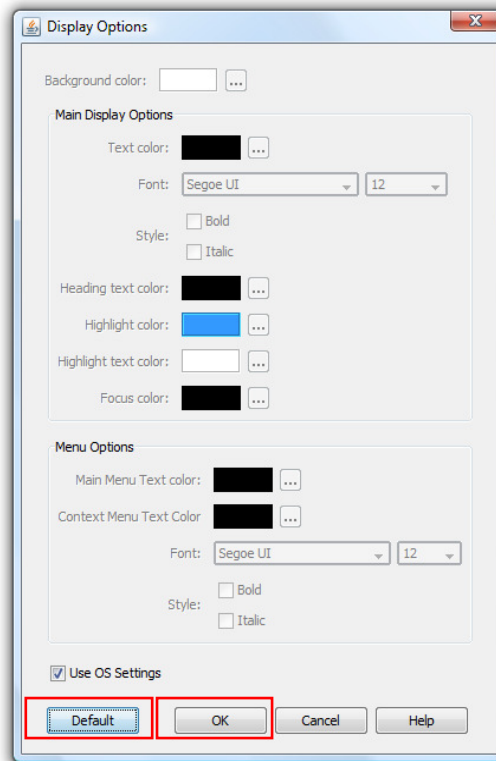 Display Options
Background color: ...
Main Display Options
Text color: ...
Font: Segoe UI 12
Style: Bold
Italic
Heading text color: ...
Highlight color: ...
Highlight text color: ...
Focus color: ...
Menu Options
Main Menu Text color: ...
Context Menu Text Color ...
Font: Segoe UI 12
Style: Bold
Italic
Use OS Settings
Default OK Cancel Help